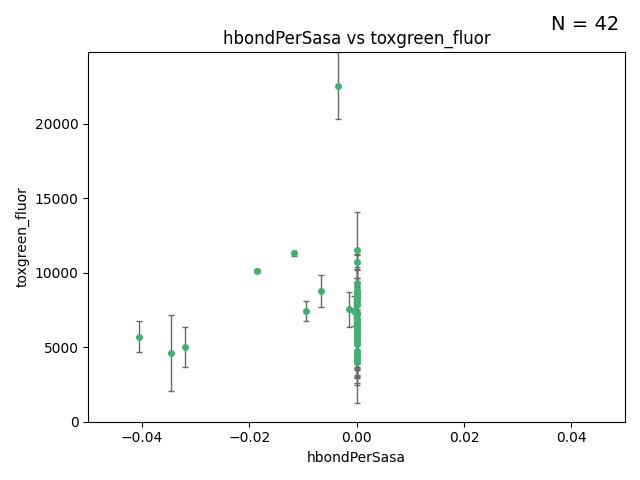 N = 42
hbondPerSasa vs toxgreen_fluor
toxgreen_fluor
20000
15000
10000
5000
0
−0.04
−0.02
0.00
0.02
0.04
hbondPerSasa